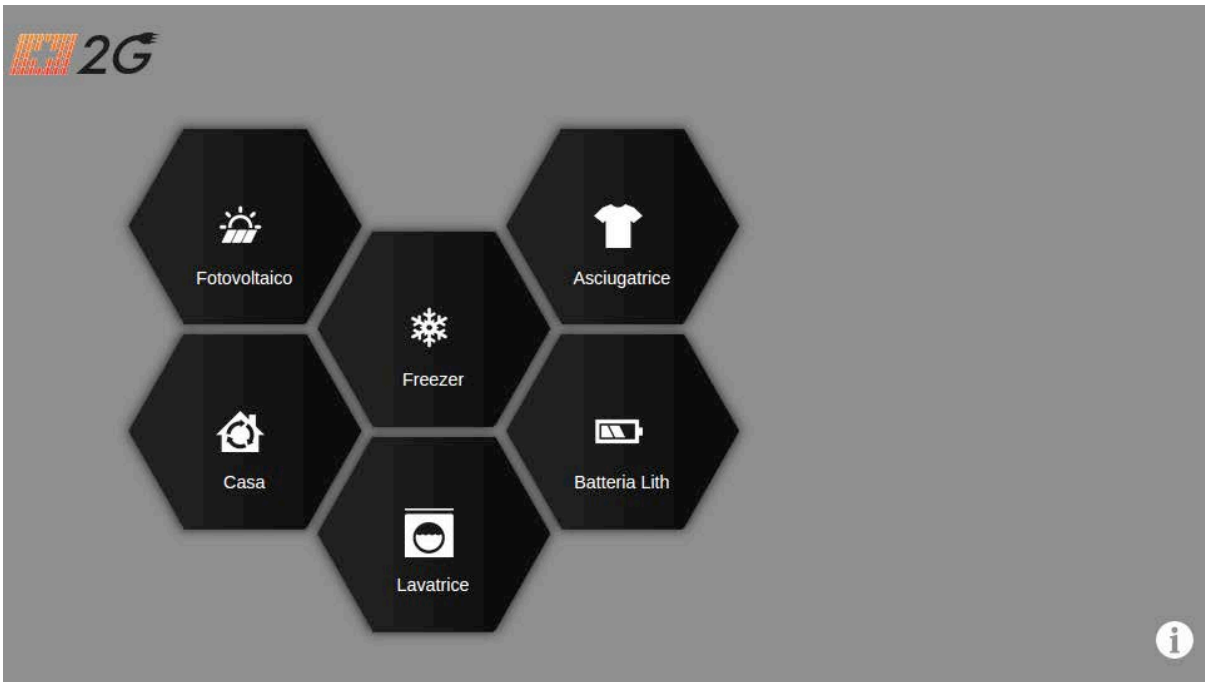 2G
Fotovoltaico
Asciugatrice
Freezer
Casa
Batteria Lith
Lavatrice
i